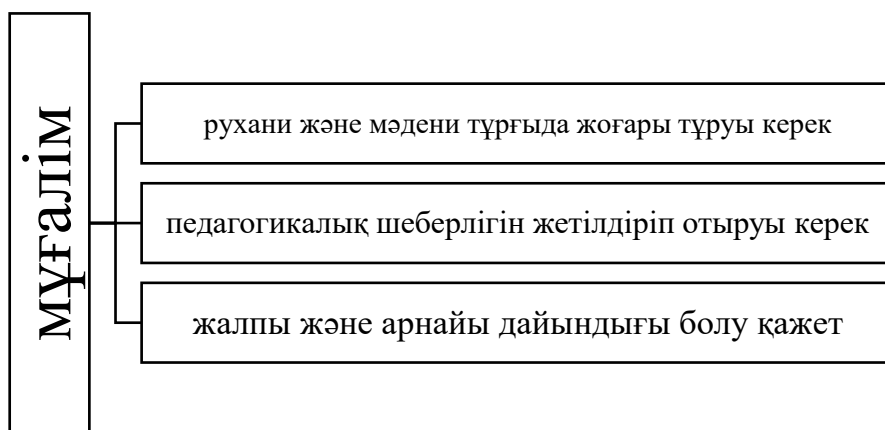 мұғалім
рухани және мәдени тұрғыда жоғары тұруы керек
педагогикалық шеберлігін жетілдіріп отыруы керек
жалпы және арнайы дайындығы болу қажет